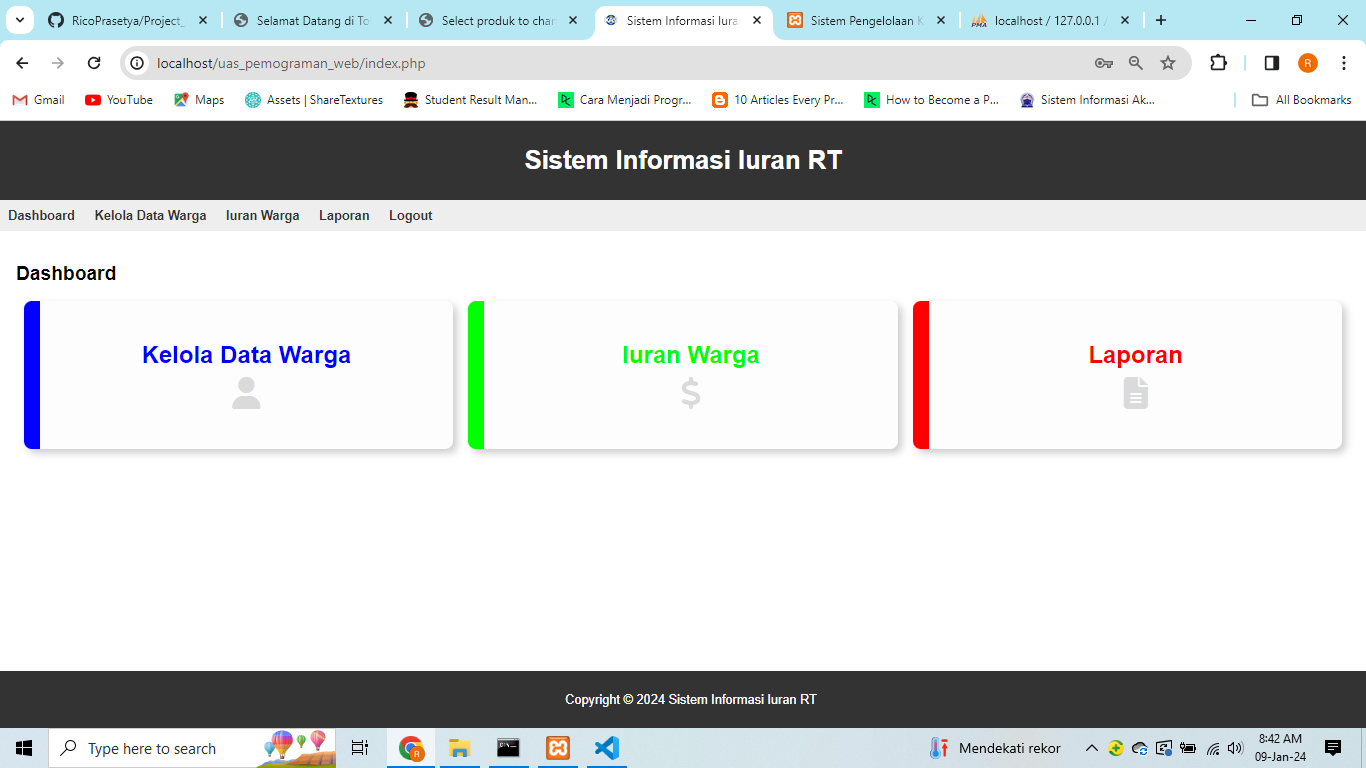 RicoPrasetya/Project_
Selamat Datang di To
Select produk to chan
Sistem Informasi Iura
Sistem Pengelolaan K
localhost / 127.0.0.1 /
localhost/uas_pemograman_web/index.php
R
Gmail
YouTube
Maps
Assets | ShareTextures
Student Result Man...
Cara Menjadi Progr...
10 Articles Every Pr...
How to Become a P...
Sistem Informasi Ak...
All Bookmarks
Sistem Informasi Iuran RT
Dashboard Kelola Data Warga Iuran Warga Laporan Logout
Dashboard
Kelola Data Warga
Iuran Warga
$
Laporan
Copyright © 2024 Sistem Informasi Iuran RT
Type here to search
Mendekati rekor
8:42 AM
09-Jan-24